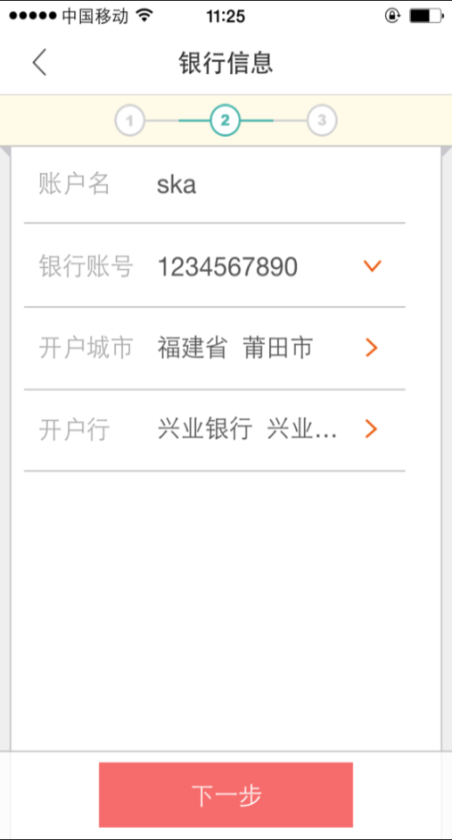 中国移动 11:25
银行信息
1 2 3
账户名 ska
银行账号 1234567890
开户城市 福建省 莆田市
开户行 兴业银行 兴业...
下一步